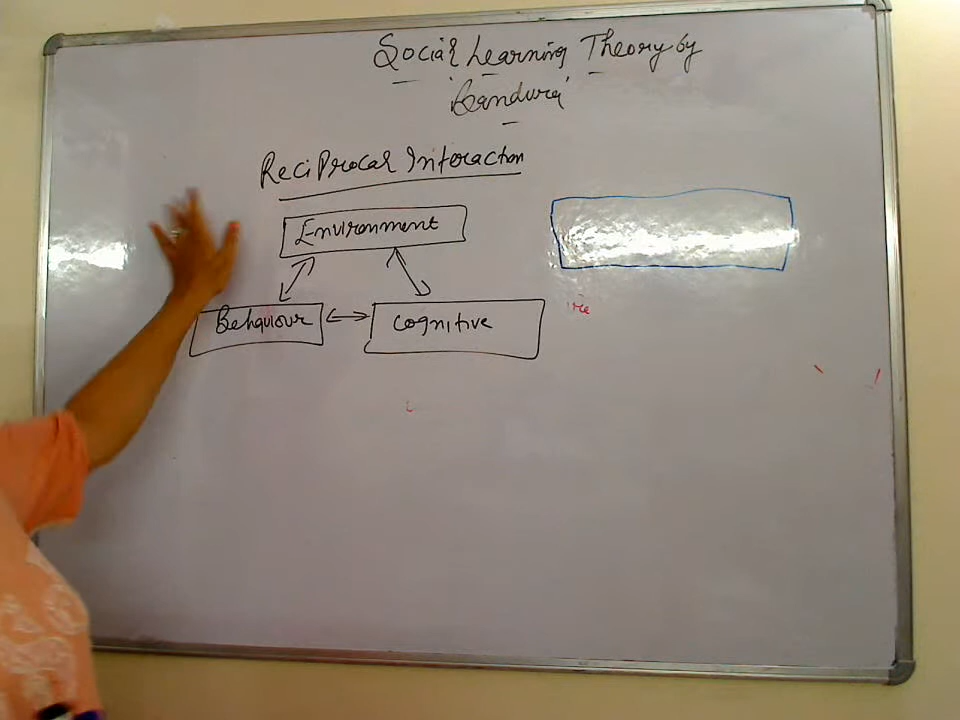 Social Learning Theory by
'Bandura'
Reciprocal Interaction
Environment
Behaviour
Cognitive